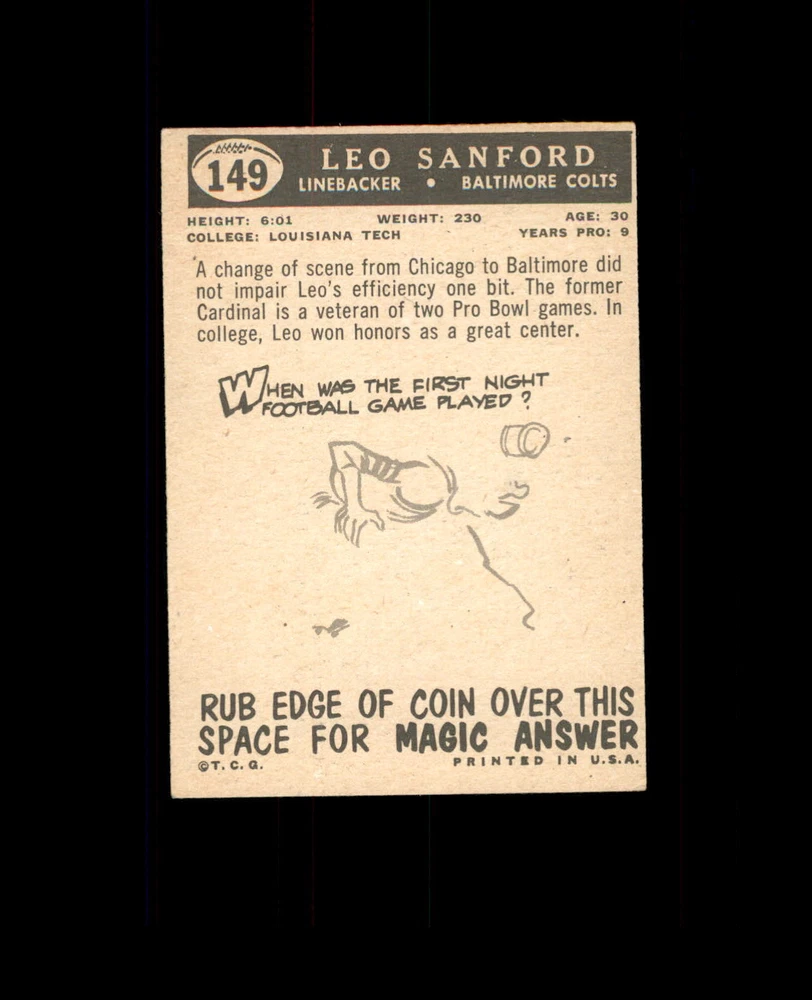 149
LEO SANFORD
LINEBACKER • BALTIMORE COLTS
HEIGHT: 6:01 WEIGHT: 230 AGE: 30
COLLEGE: LOUISIANA TECH YEARS PRO: 9
A change of scene from Chicago to Baltimore did
not impair Leo's efficiency one bit. The former
Cardinal is a veteran of two Pro Bowl games. In
college, Leo won honors as a great center.
WHEN WAS THE FIRST NIGHT
FOOTBALL GAME PLAYED?
RUB EDGE OF COIN OVER THIS
SPACE FOR MAGIC ANSWER
©T.C.G. PRINTED IN U.S.A.